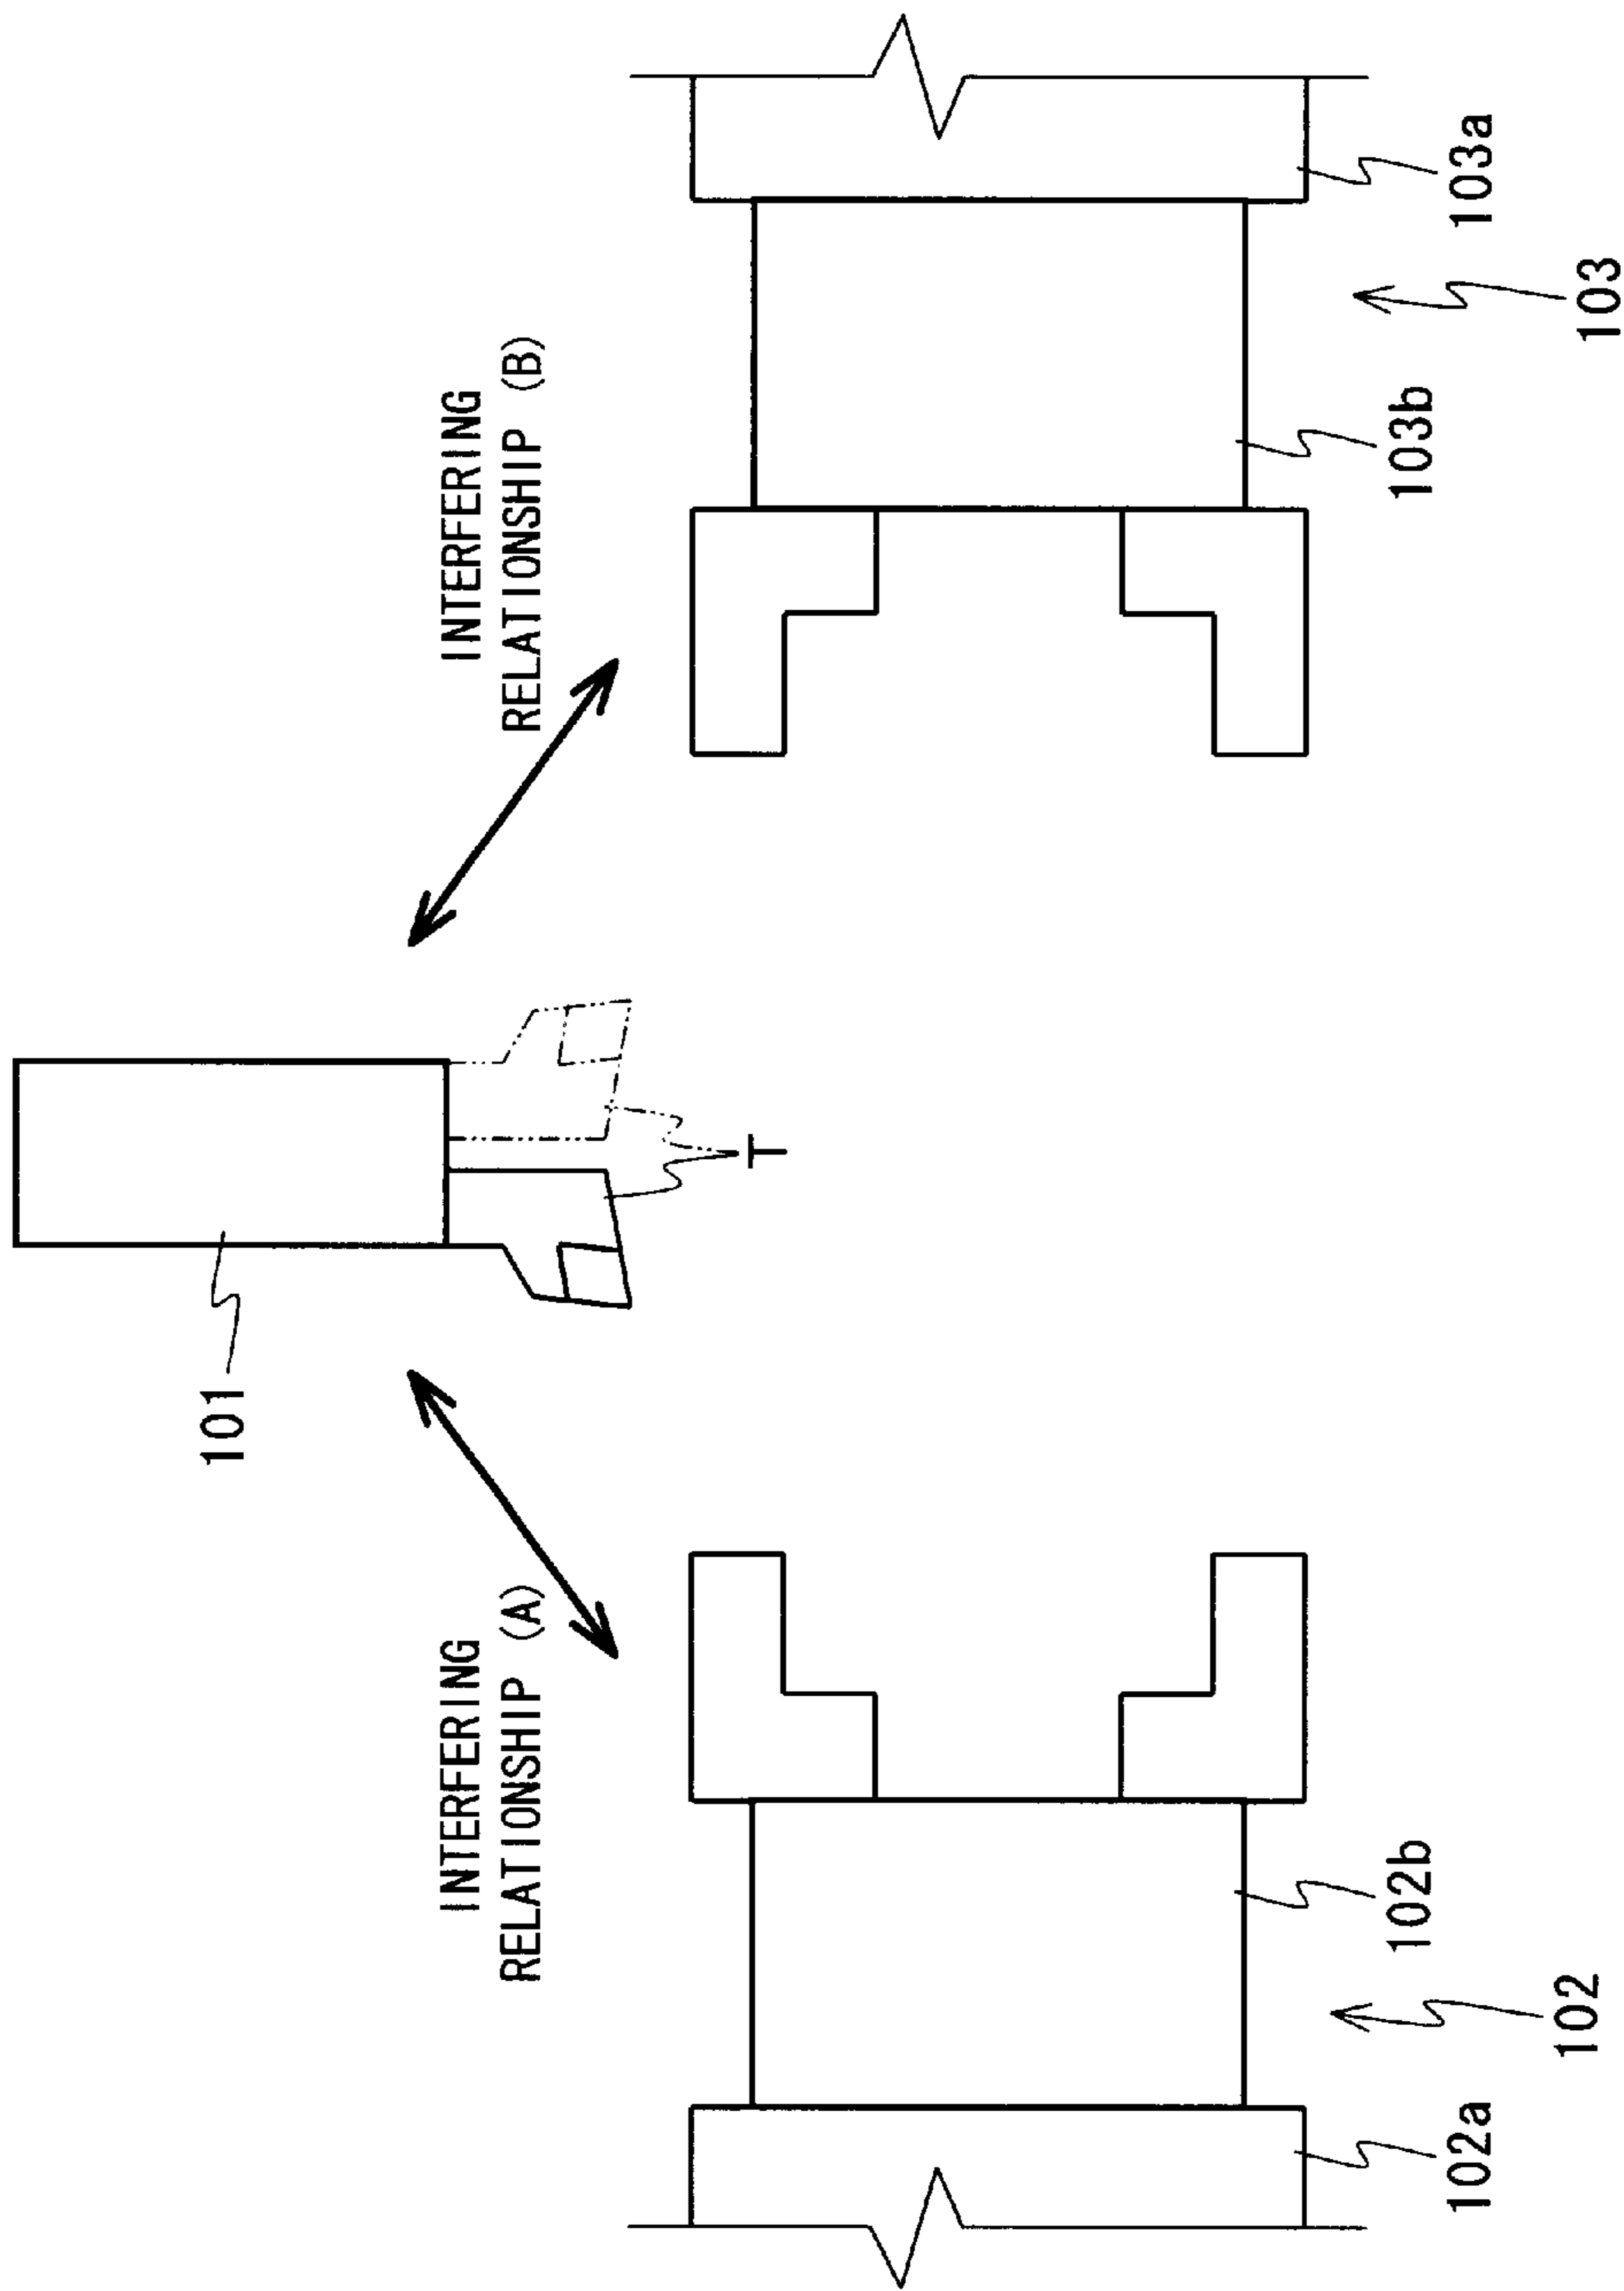 101
INTERFERING
RELATIONSHIP (A)
INTERFERING
RELATIONSHIP (B)
T
102a
102b
102
103b
103a
103